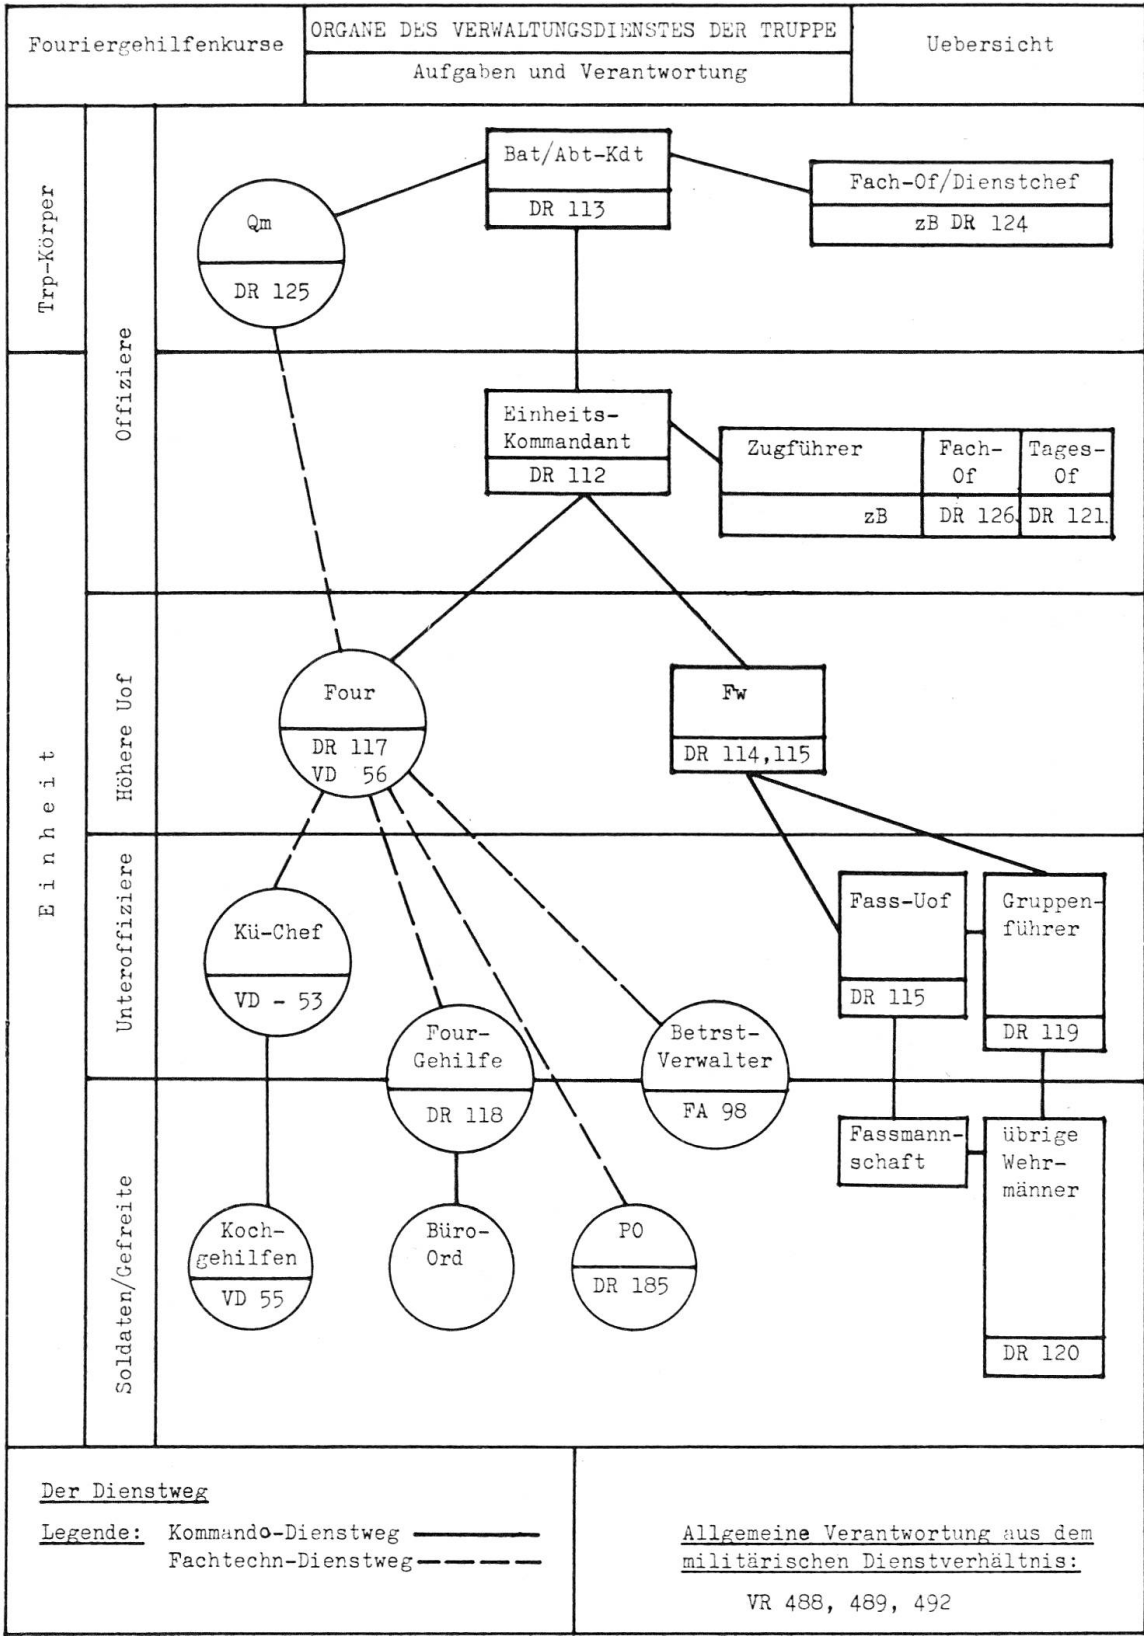 Fouriergehilfenkurse
ORGANE DES VERWALTUNGSDIENSTES DER TRUPPE
Aufgaben und Verantwortung
Uebersicht
Trp-Körper
Offiziere
Bat/Abt-Kdt
DR 113
Qm
DR 125
Fach-Of/Dienstchef
zB DR 124
Einheit
Einheits-
Kommandant
DR 112
Zugführer
Fach-
Of
Tages-
Of
zB
DR 126.
DR 121.
Höhere Uof
Four
DR 117
VD 56
Fw
DR 114,115
Unteroffiziere
Kü-Chef
VD - 53
Four-
Gehilfe
DR 118
Betrst-
Verwalter
FA 98
Fass-Uof
DR 115
Gruppen-
führer
DR 119
Soldaten/Gefreite
Koch-
gehilfen
VD 55
Büro-
Ord
PO
DR 185
Fassmann-
schaft
übrige
Wehr-
männer
DR 120
Der Dienstweg
Legende: Kommando-Dienstweg
Fachtechn-Dienstweg
Allgemeine Verantwortung aus dem
militärischen Dienstverhältnis:
VR 488, 489, 492